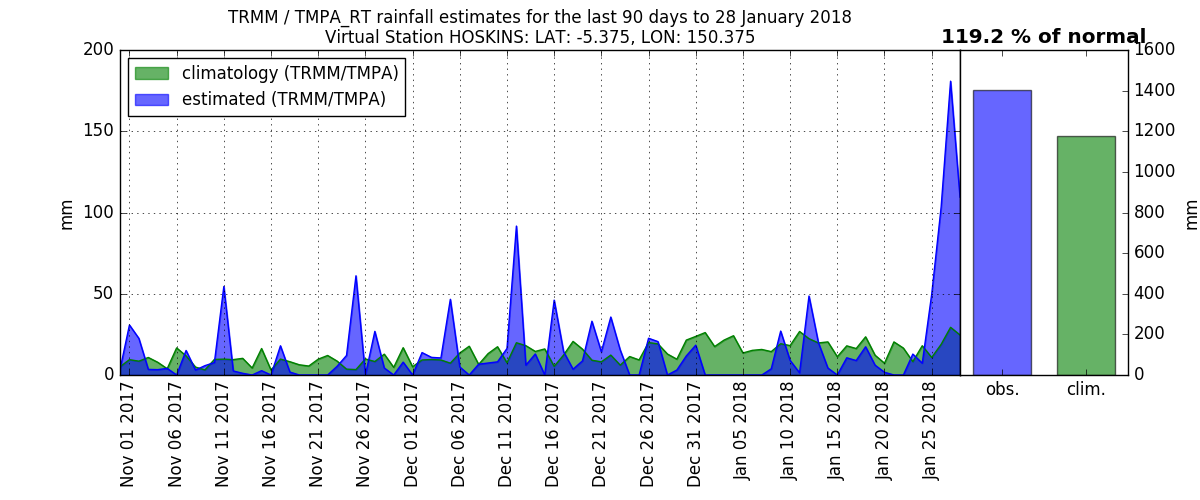 TRMM / TMPA_RT rainfall estimates for the last 90 days to 28 January 2018
Virtual Station HOSKINS: LAT: -5.375, LON: 150.375
119.2 % of normal
climatology (TRMM/TMPA)
estimated (TRMM/TMPA)
200
150
100
50
0
mm
Nov 01 2017
Nov 06 2017
Nov 11 2017
Nov 16 2017
Nov 21 2017
Nov 26 2017
Dec 01 2017
Dec 06 2017
Dec 11 2017
Dec 16 2017
Dec 21 2017
Dec 26 2017
Dec 31 2017
Jan 05 2018
Jan 10 2018
Jan 15 2018
Jan 20 2018
Jan 25 2018
obs.
clim.
1600
1400
1200
1000
800
600
400
200
0
mm